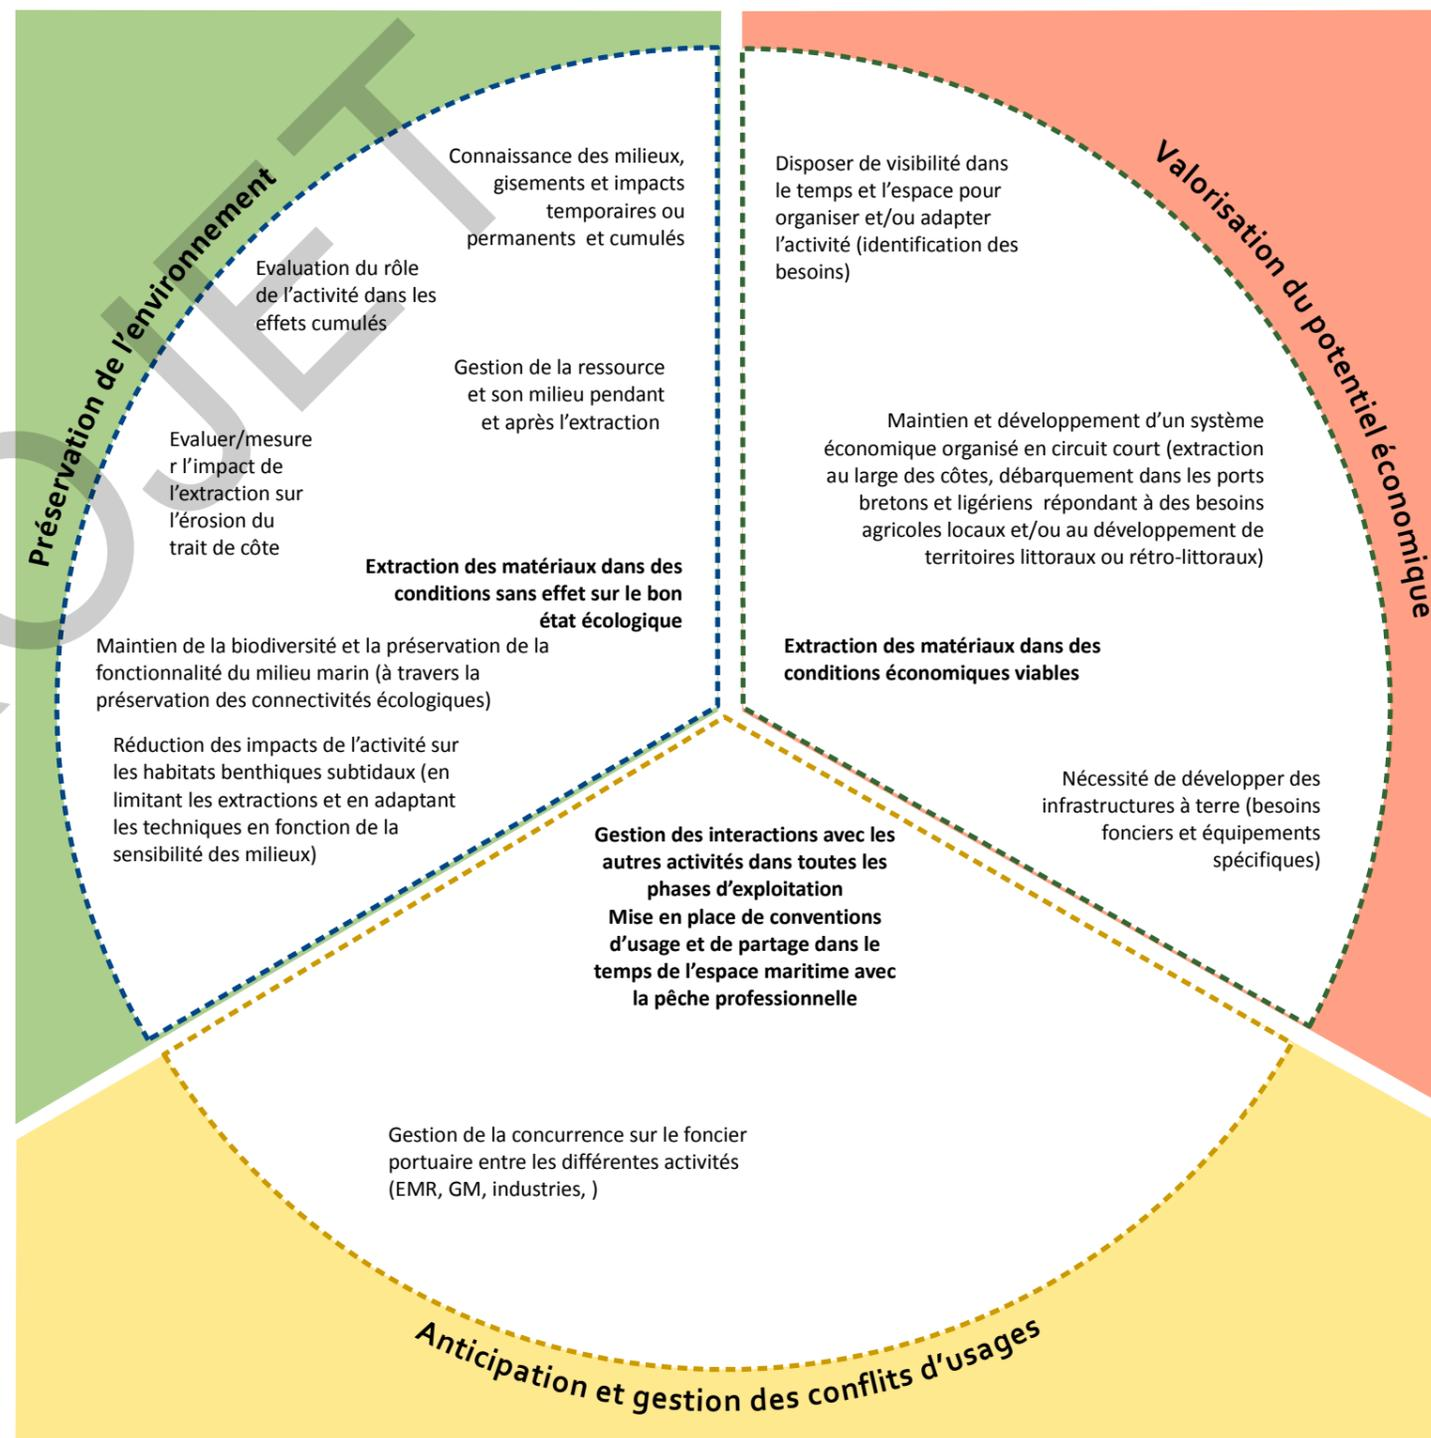 Préservation de l'environnement
Connaissance des milieux,
gisements et impacts
temporaires ou
permanents et cumulés
Evaluation du rôle
de l'activité dans les
effets cumulés
Gestion de la ressource
et son milieu pendant
et après l'extraction
Evaluer/mesure
r l'impact de
l'extraction sur
l'érosion du
trait de côte
Extraction des matériaux dans des
conditions sans effet sur le bon
état écologique
Maintien de la biodiversité et la préservation de la
fonctionnalité du milieu marin (à travers la
préservation des connectivités écologiques)
Réduction des impacts de l'activité sur
les habitats benthiques subtidaux (en
limitant les extractions et en adaptant
les techniques en fonction de la
sensibilité des milieux)
Valorisation du potentiel économique
Disposer de visibilité dans
le temps et l'espace pour
organiser et/ou adapter
l'activité (identification des
besoins)
Maintien et développement d'un système
économique organisé en circuit court (extraction
au large des côtes, débarquement dans les ports
bretons et ligériens répondant à des besoins
agricoles locaux et/ou au développement de
territoires littoraux ou rétro-littoraux)
Extraction des matériaux dans des
conditions économiques viables
Nécessité de développer des
infrastructures à terre (besoins
fonciers et équipements
spécifiques)
Gestion des interactions avec les
autres activités dans toutes les
phases d'exploitation
Mise en place de conventions
d'usage et de partage dans le
temps de l'espace maritime avec
la pêche professionnelle
Gestion de la concurrence sur le foncier
portuaire entre les différentes activités
(EMR, GM, industries, )
Anticipation et gestion des conflits d'usages
OJET